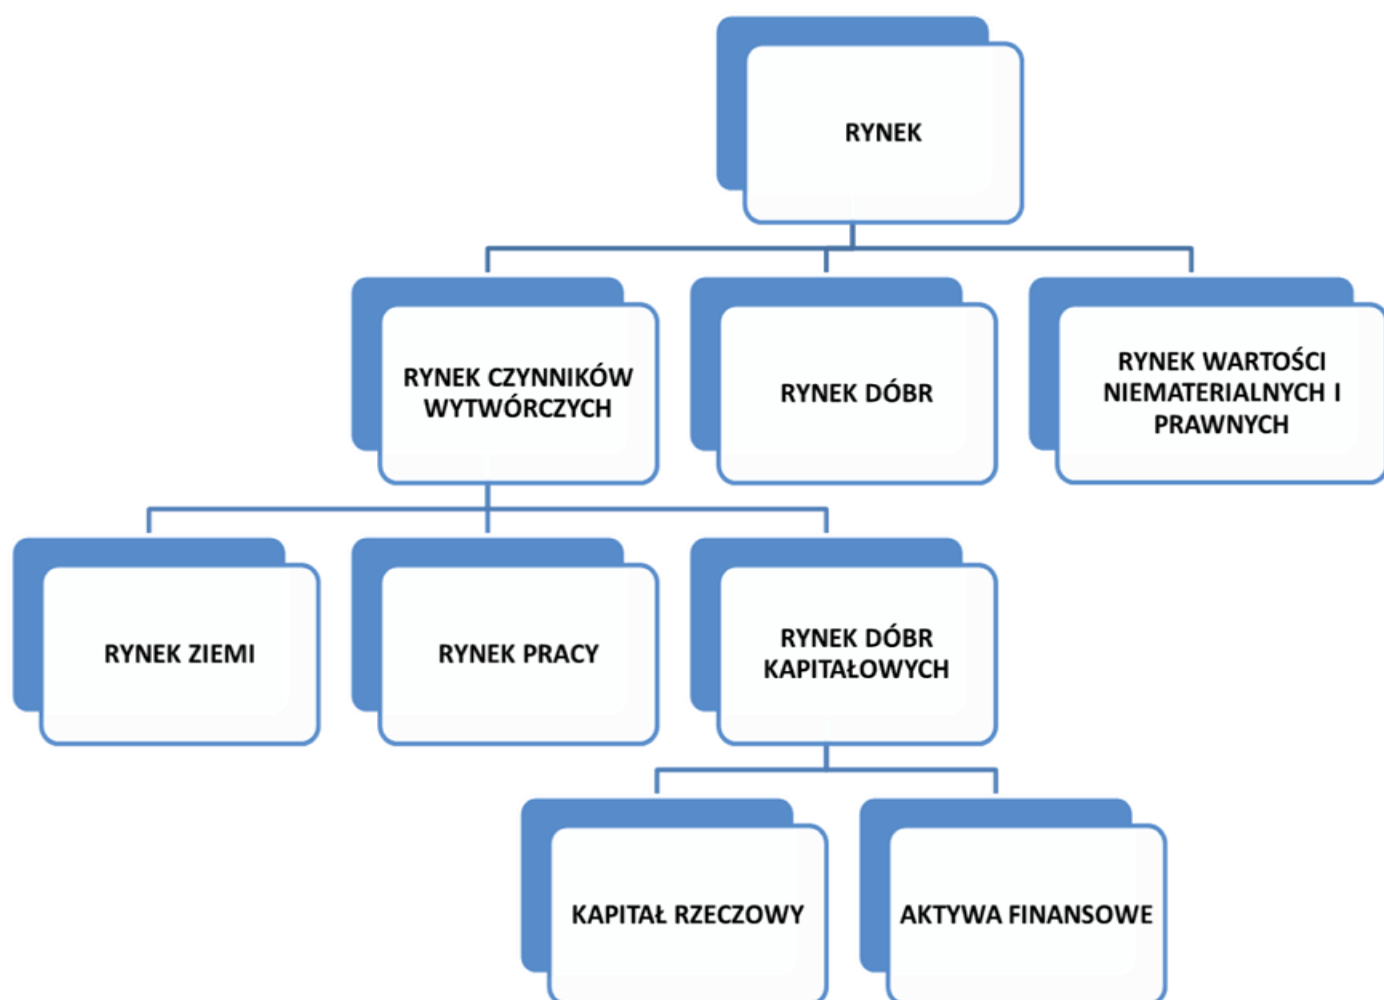 RYNEK
RYNEK CZYNNIKÓW
WYTWÓRCZYCH
RYNEK DÓBR
RYNEK WARTOŚCI
NIEMATERIALNYCH I
PRAWNYCH
RYNEK ZIEMI
RYNEK PRACY
RYNEK DÓBR
KAPITAŁOWYCH
KAPITAŁ RZECZOWY
AKTYWA FINANSOWE